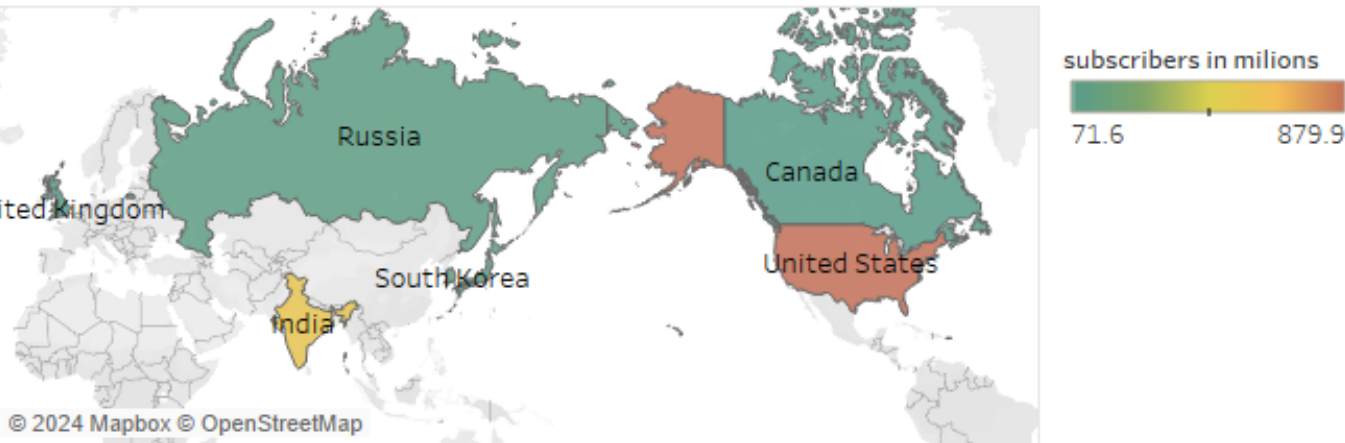 subscribers in milions
71.6 879.9
Russia
Canada
ited Kingdom
South Korea
United States
India
© 2024 Mapbox © OpenStreetMap